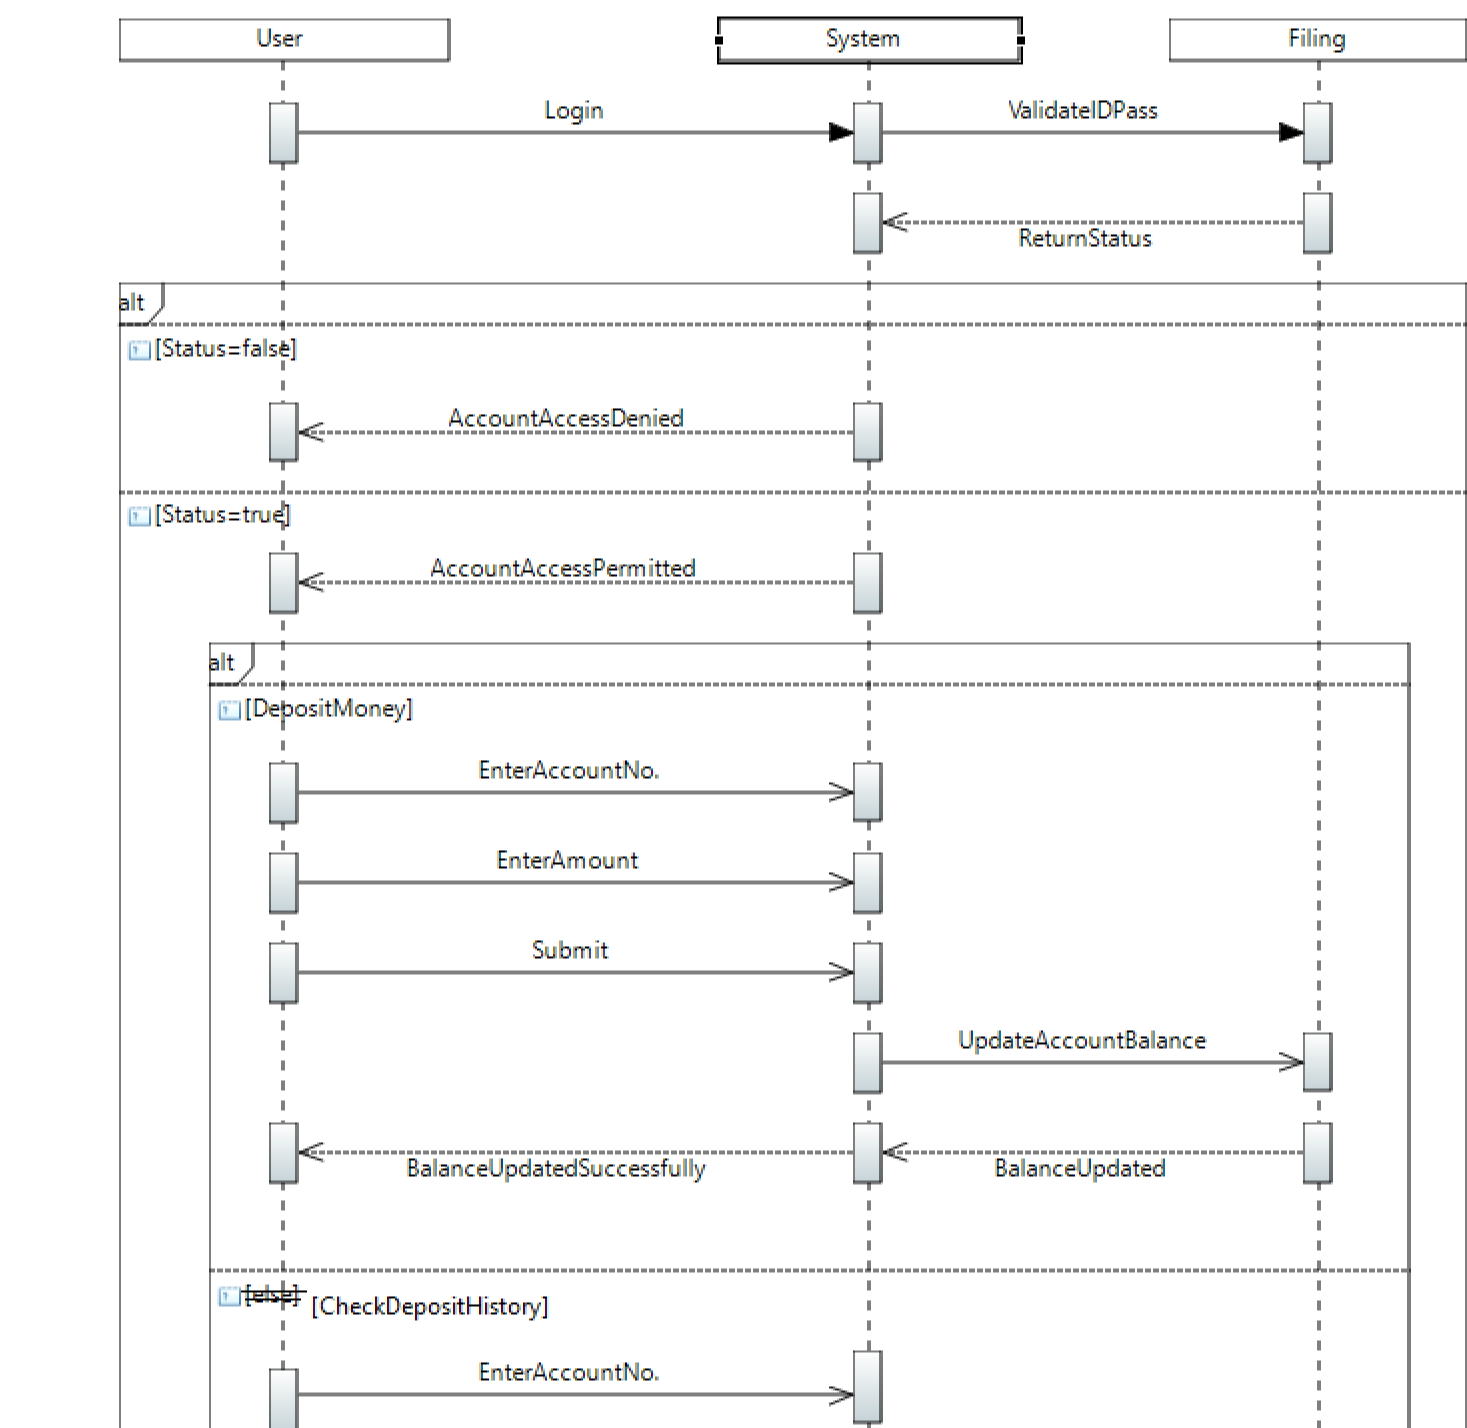 User
System
Filing
Login
ValidateIDPass
ReturnStatus
alt
[Status=false]
AccountAccessDenied
[Status=true]
AccountAccessPermitted
alt
[DepositMoney]
EnterAccountNo.
EnterAmount
Submit
UpdateAccountBalance
BalanceUpdatedSuccessfully
BalanceUpdated
[else]
[CheckDepositHistory]
EnterAccountNo.